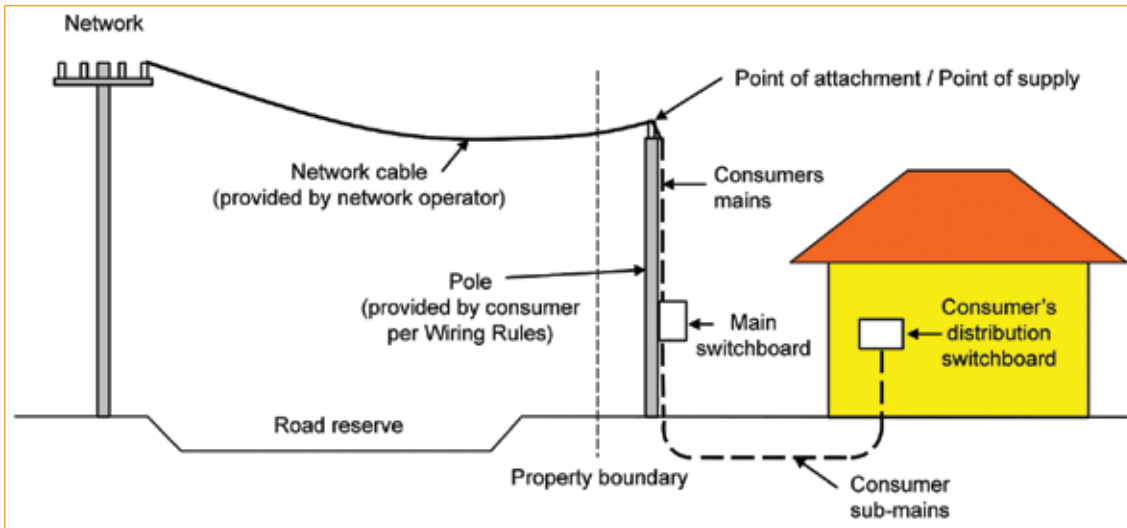 Network
Point of attachment / Point of supply
Network cable
(provided by network operator)
Consumers
mains
Pole
(provided by consumer
per Wiring Rules)
Main
switchboard
Consumer's
distribution
switchboard
Road reserve
Property boundary
Consumer
sub-mains